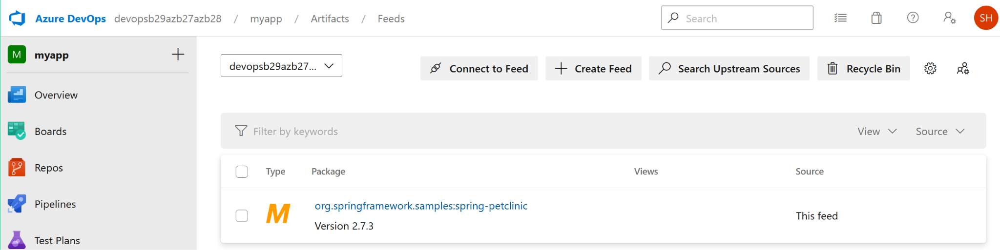 Azure DevOps devopsb29azb27azb28 / myapp / Artifacts / Feeds
Search
SH
M myapp
Overview
Boards
Repos
Pipelines
Test Plans
devopsb29azb27...
Connect to Feed
Create Feed
Search Upstream Sources
Recycle Bin
Filter by keywords
View
Source
Type Package Views Source
M
org.springframework.samples:spring-petclinic
Version 2.7.3
This feed